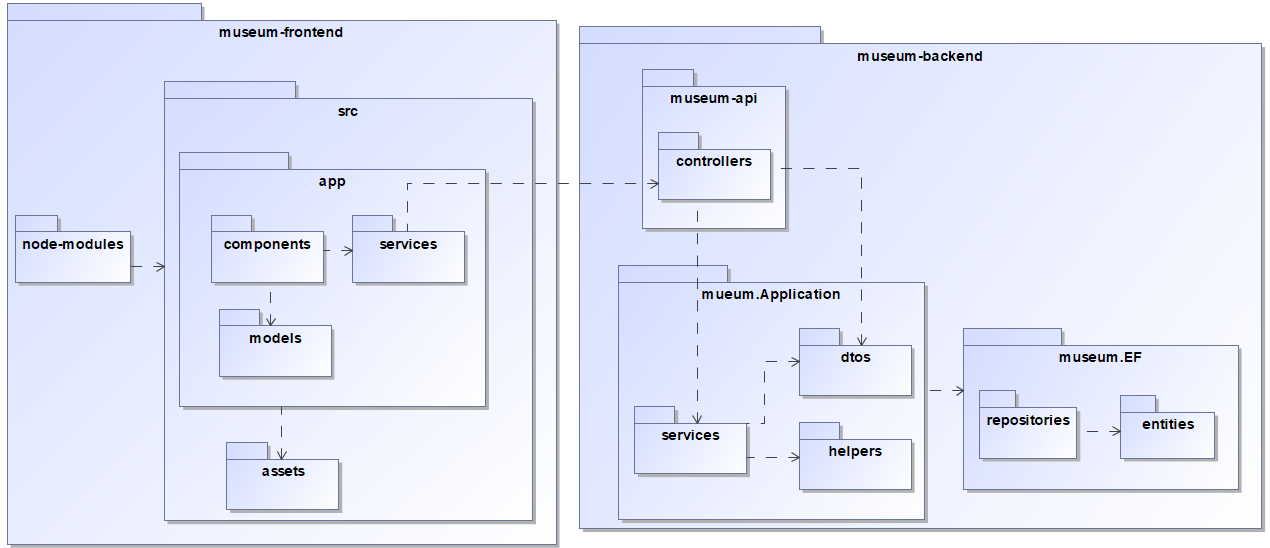 museum-frontend
src
app
node-modules
components
services
models
assets
museum-backend
museum-api
controllers
mueum.Application
dtos
services
helpers
museum.EF
repositories
entities